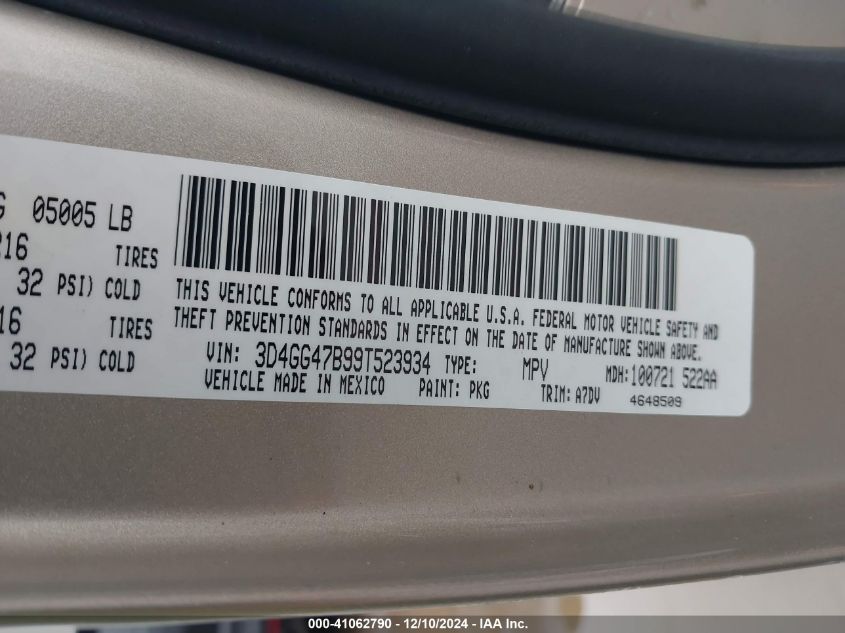 G 05005 LB
216 TIRES
32 PSI) COLD
16 TIRES
32 PSI) COLD
THIS VEHICLE CONFORMS TO ALL APPLICABLE U.S.A. FEDERAL MOTOR VEHICLE SAFETY AND
THEFT PREVENTION STANDARDS IN EFFECT ON THE DATE OF MANUFACTURE SHOWN ABOVE.
VIN: 3D4GG47B99T523934 TYPE: MPV MDH:100721 522AA
VEHICLE MADE IN MEXICO PAINT: PKG TRIM: A7DV 4648509
000-41062790 - 12/10/2024 - IAA Inc.